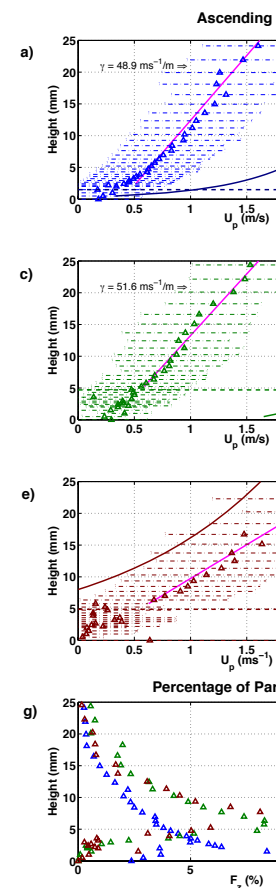 Ascending
a)
γ = 48.9 ms⁻¹/m ⇒
Height (mm)
25
20
15
10
5
0
0 0.5 1 1.5
U_p (m/s)
c)
γ = 51.6 ms⁻¹/m ⇒
Height (mm)
25
20
15
10
5
0
0 0.5 1 1.5
U_p (m/s)
e)
Height (mm)
25
20
15
10
5
0
0 0.5 1 1.5
U_p (ms⁻¹)
Percentage of Par
g)
Height (mm)
25
20
15
10
5
0
0 5
(%)